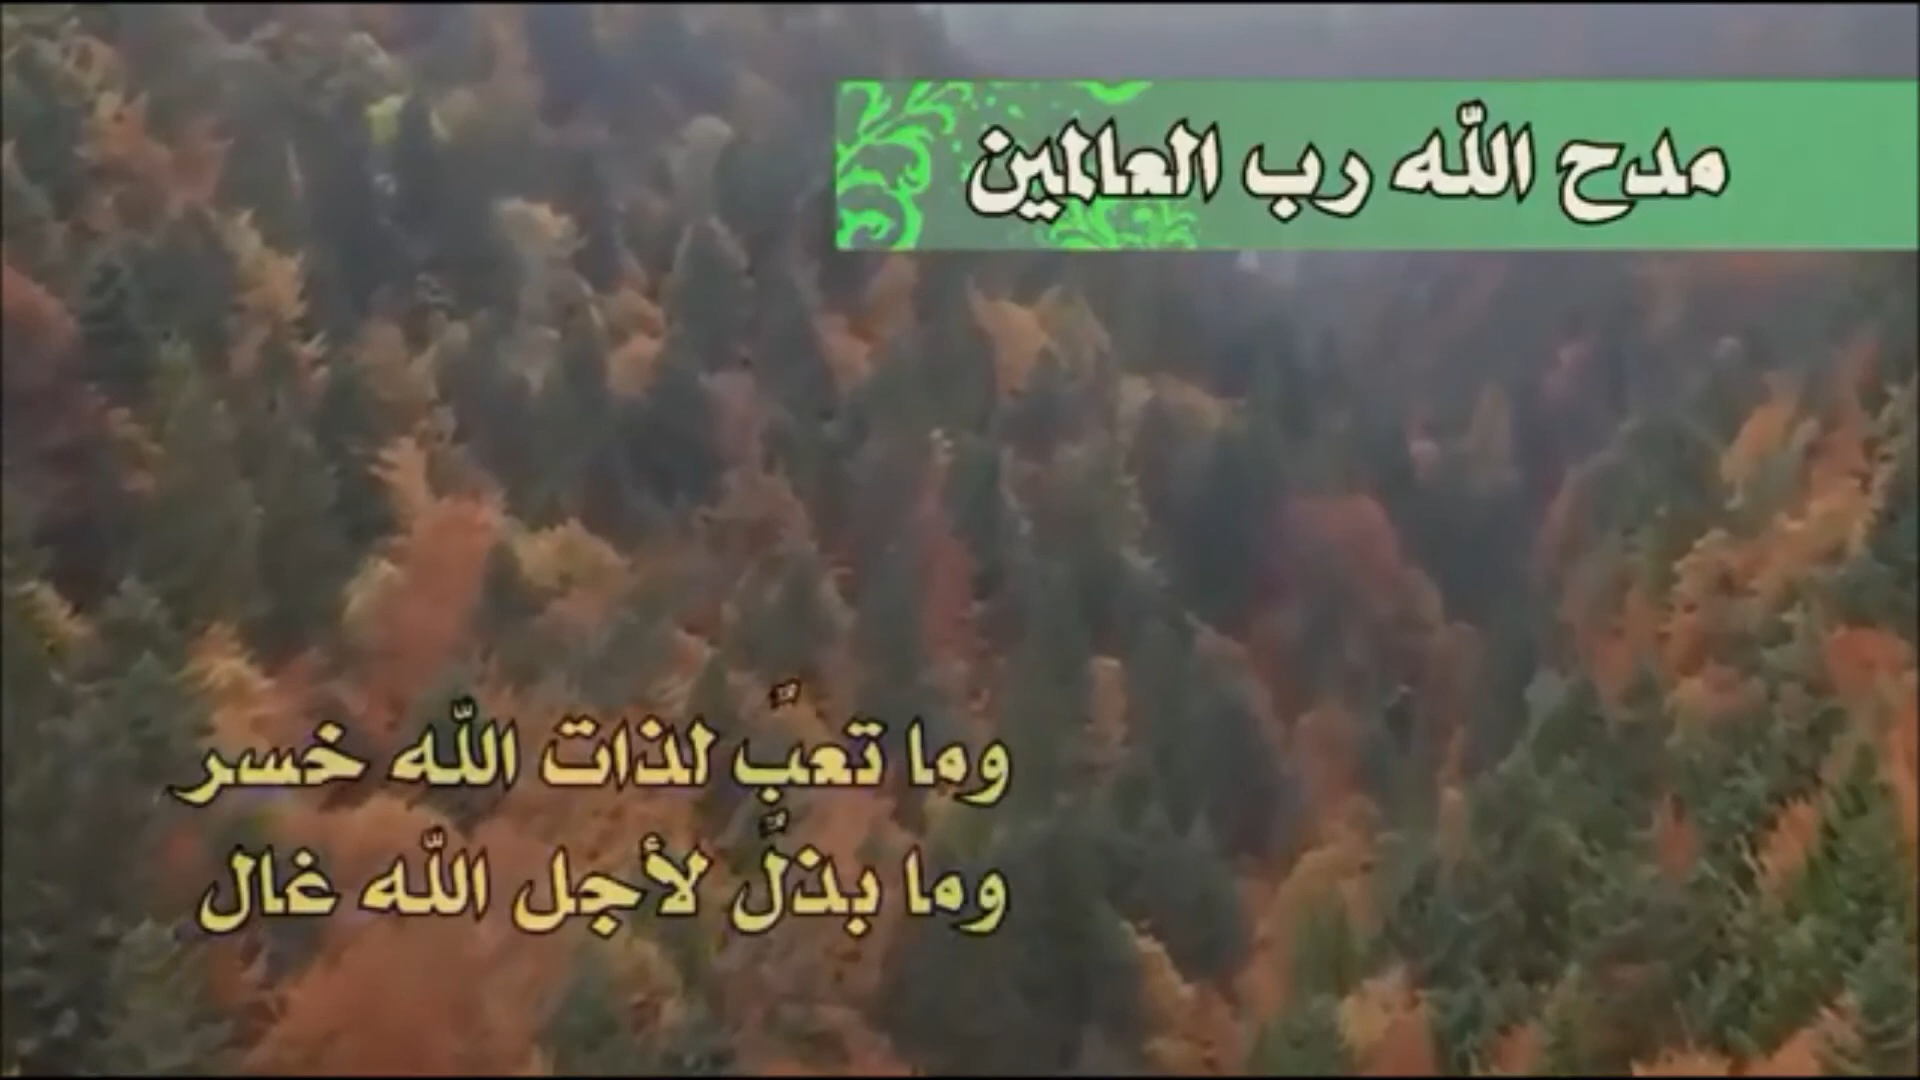 مدح الله رب العالمين
وما تعبٌ لذات الله خسر
وما بذلٌ لأجل الله غال